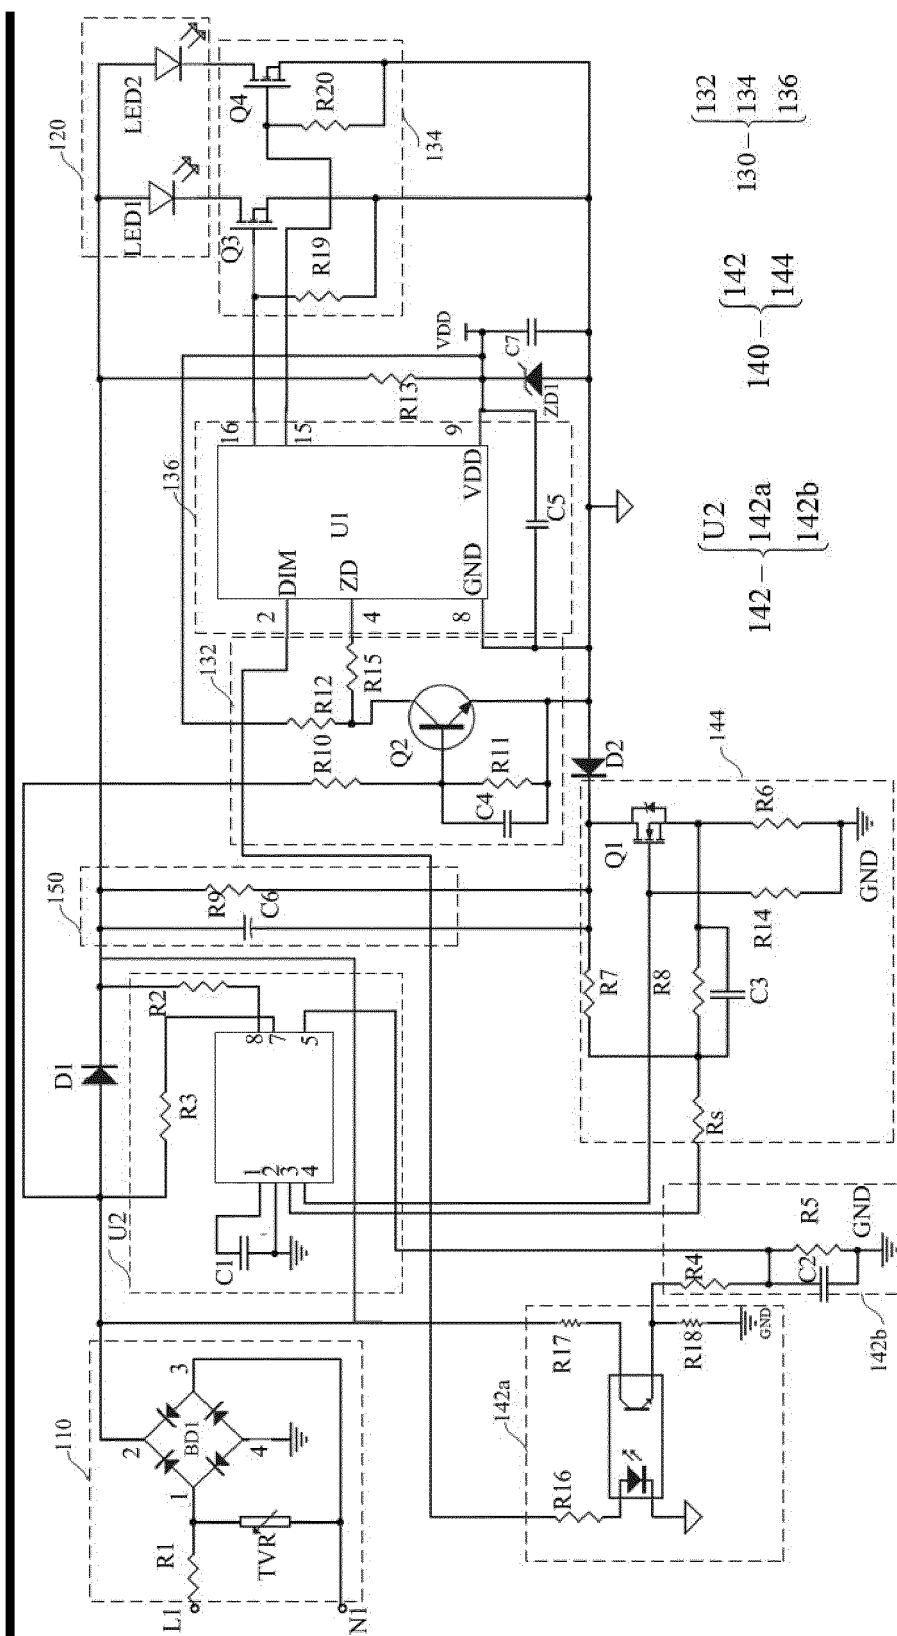 110
L1
N1
R1
TVR
BD1
1
2
3
4
U2
C1
1
2
3
4
5
7
8
R3
R2
D1
150
R9
C6
132
R10
R12
R15
Q2
R11
C4
136
U1
DIM
ZD
GND
VDD
2
4
8
16
15
9
C5
R13
VDD
C7
ZD1
120
LED1
LED2
134
Q3
Q4
R19
R20
D2
144
Q1
R6
R14
GND
R7
R8
C3
Rs
142a
R16
R17
R18
GND
142b
R4
R5
C2
GND
142
U2
142a
142b
140
142
144
130
132
134
136